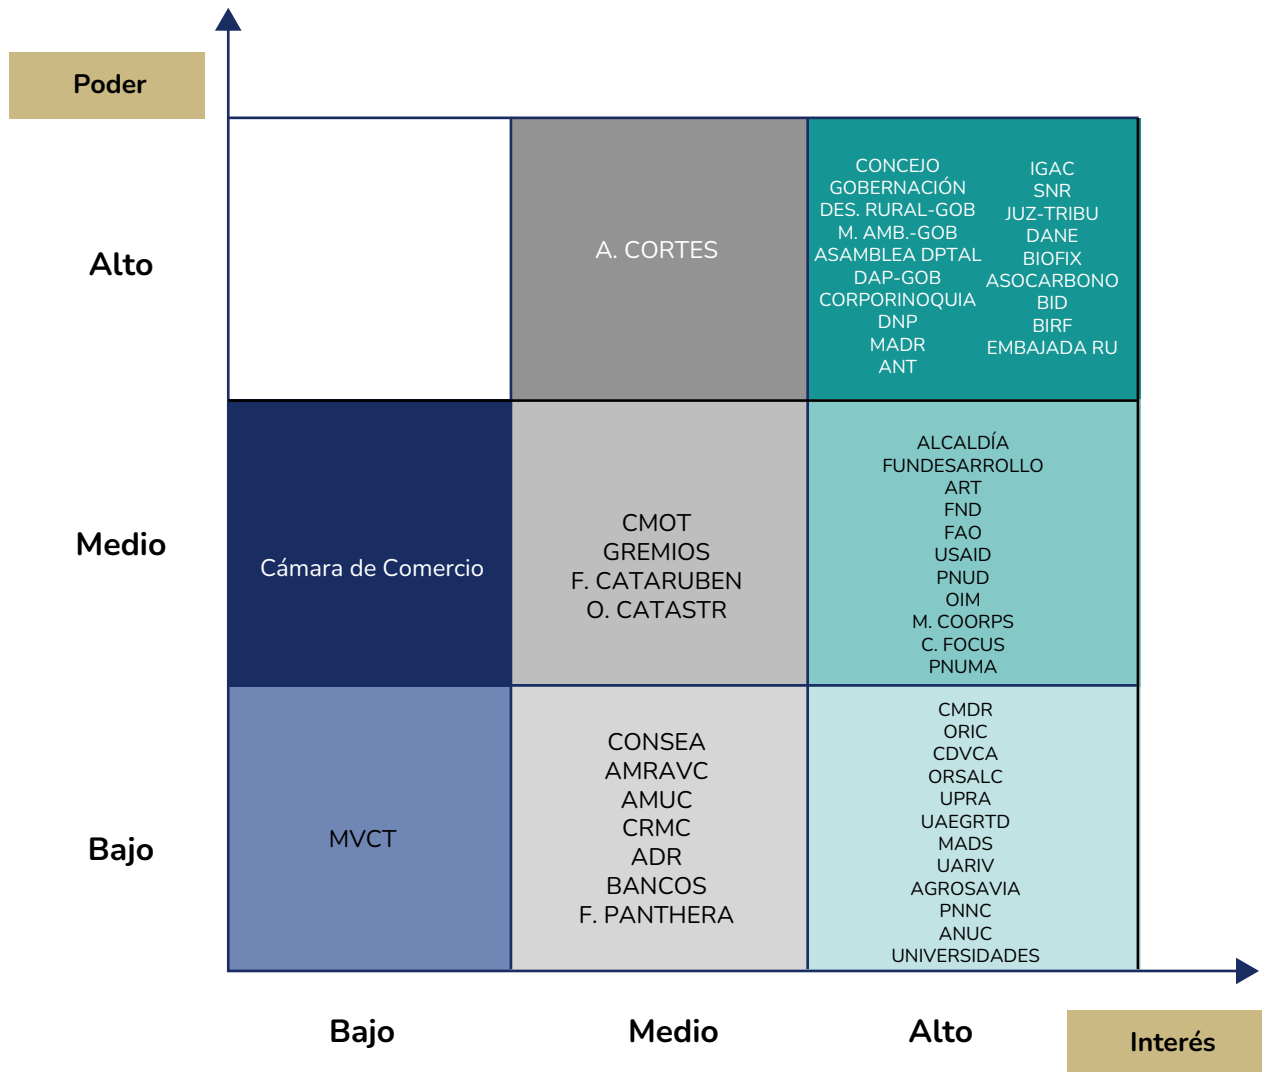 Poder
Alto
A. CORTES
CONCEJO
GOBERNACIÓN
DES. RURAL-GOB
M. AMB.-GOB
ASAMBLEA DPTAL
DAP-GOB
CORPORINOQUIA
DNP
MADR
ANT
IGAC
SNR
JUZ-TRIBU
DANE
BIOFIX
ASOCARBONO
BID
BIRF
EMBAJADA RU
Medio
Cámara de Comercio
CMOT
GREMIOS
F. CATARUBEN
O. CATASTR
ALCALDÍA
FUNDESARROLLO
ART
FND
FAO
USAID
PNUD
OIM
M. COORPS
C. FOCUS
PNUMA
Bajo
MVCT
CONSEA
AMRAVC
AMUC
CRMC
ADR
BANCOS
F. PANTHERA
CMDR
ORIC
CDVCA
ORSALC
UPRA
UAEGRTD
MADS
UARIV
AGROSAVIA
PNNC
ANUC
UNIVERSIDADES
Bajo
Medio
Alto
Interés